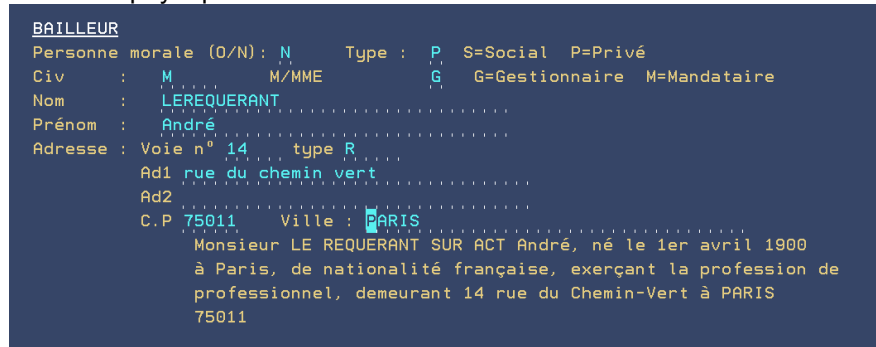 BAILLEUR
Personne morale (O/N): N Type : P S=Social P=Privé
Civ : M M/MME G G=Gestionnaire M=Mandataire
Nom : LEREQUERANT
Prénom : André
Adresse : Voie n° 14 type R
Ad1 rue du chemin vert
Ad2
C.P 75011 Ville : PARIS
Monsieur LE REQUERANT SUR ACT André, né le 1er avril 1900
à Paris, de nationalité française, exerçant la profession de
professionnel, demeurant 14 rue du Chemin-Vert à PARIS
75011